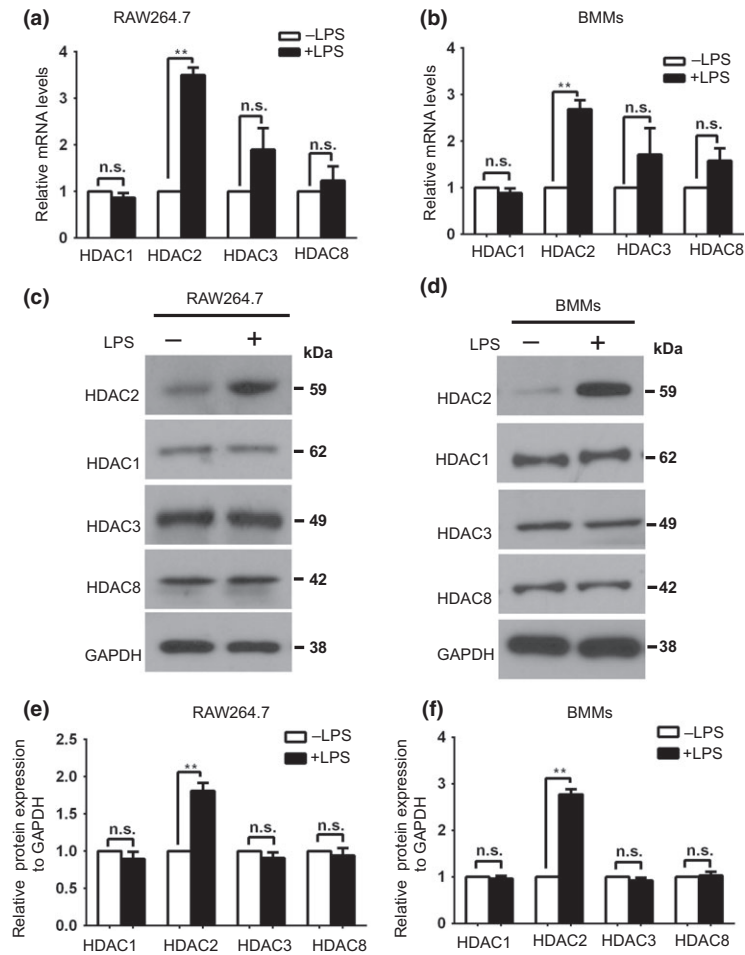 (a) RAW264.7
–LPS
+LPS
Relative mRNA levels
4
3
2
1
0
n.s.
**
n.s.
n.s.
HDAC1 HDAC2 HDAC3 HDAC8
(b) BMMs
–LPS
+LPS
Relative mRNA levels
4
3
2
1
0
n.s.
**
n.s.
n.s.
HDAC1 HDAC2 HDAC3 HDAC8
(c) RAW264.7
LPS – + kDa
HDAC2 59
HDAC1 62
HDAC3 49
HDAC8 42
GAPDH 38
(d) BMMs
LPS – + kDa
HDAC2 59
HDAC1 62
HDAC3 49
HDAC8 42
GAPDH 38
(e) RAW264.7
–LPS
+LPS
Relative protein expression
to GAPDH
2.5
2.0
1.5
1.0
0.5
0.0
n.s.
**
n.s.
n.s.
HDAC1 HDAC2 HDAC3 HDAC8
(f) BMMs
–LPS
+LPS
Relative protein expression
to GAPDH
4
3
2
1
0
n.s.
**
n.s.
n.s.
HDAC1 HDAC2 HDAC3 HDAC8